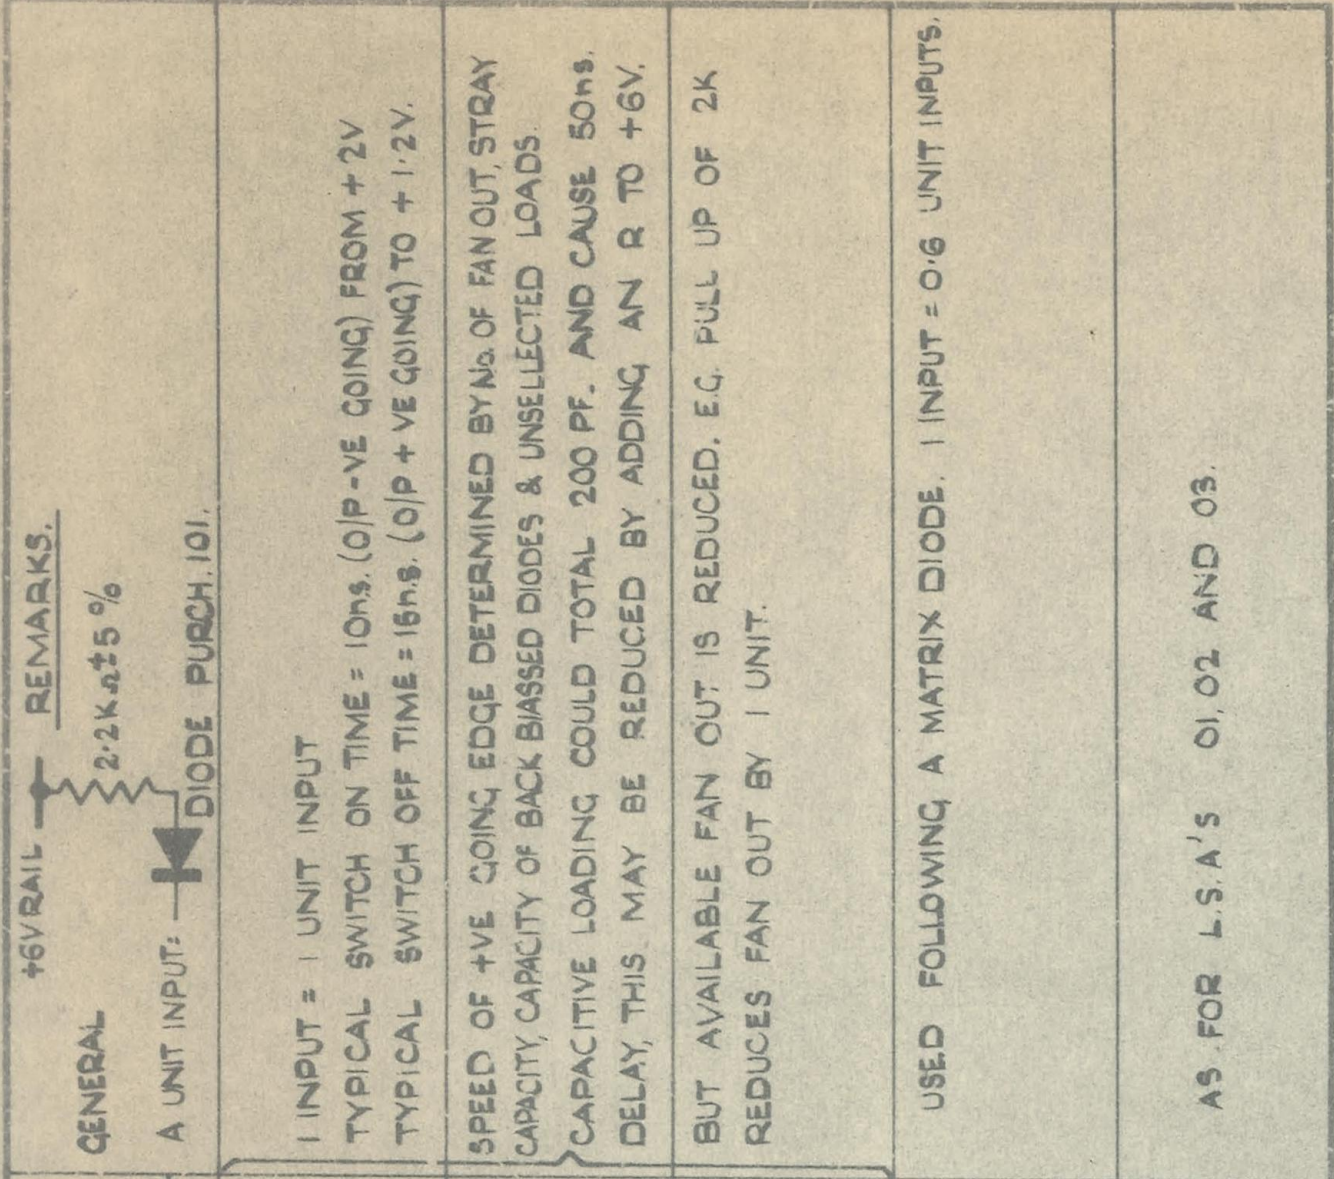 REMARKS.
+6V RAIL
GENERAL
2.2KΩ±5%
A UNIT INPUT:
DIODE PURCH. 101.
1 INPUT = 1 UNIT INPUT
TYPICAL SWITCH ON TIME = 10ns. (O/P -VE GOING) FROM +2V
TYPICAL SWITCH OFF TIME = 15n.s. (O/P + VE GOING) TO +1.2V.
SPEED OF +VE GOING EDGE DETERMINED BY No. OF FAN OUT, STRAY
CAPACITY, CAPACITY OF BACK BIASSED DIODES & UNSELLECTED LOADS.
CAPACITIVE LOADING COULD TOTAL 200 PF. AND CAUSE 50ns.
DELAY, THIS MAY BE REDUCED BY ADDING AN R TO +6V.
BUT AVAILABLE FAN OUT IS REDUCED. E.G. PULL UP OF 2K
REDUCES FAN OUT BY 1 UNIT.
USED FOLLOWING A MATRIX DIODE. 1 INPUT = 0.6 UNIT INPUTS.
AS FOR L.S.A'S 01, 02 AND 03.